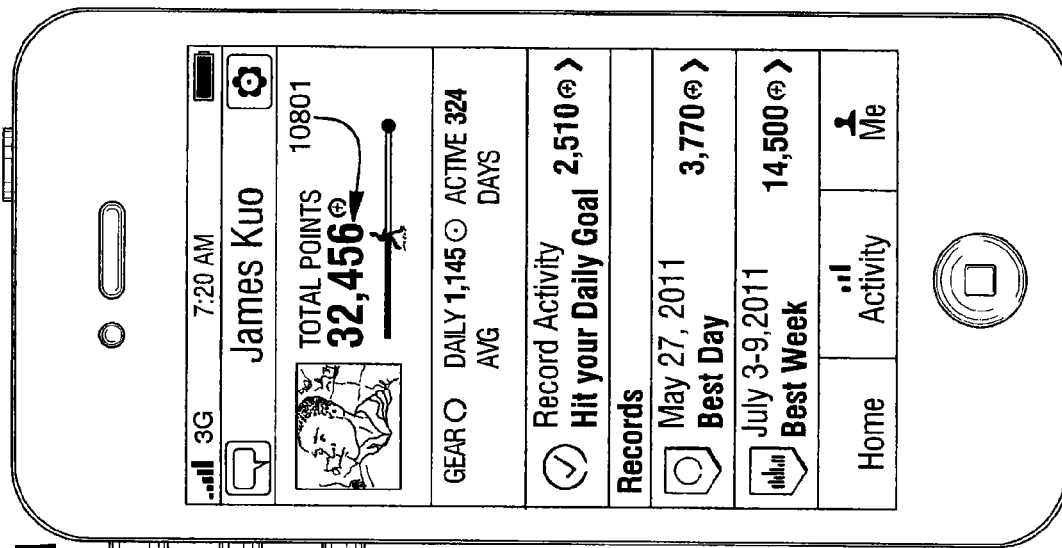 3G 7:20 AM
James Kuo
TOTAL POINTS
32,456
10801
GEAR DAILY 1,145 ACTIVE 324
AVG DAYS
Record Activity
Hit your Daily Goal 2,510
Records
May 27, 2011
Best Day 3,770
July 3-9,2011
Best Week 14,500
Home Activity Me